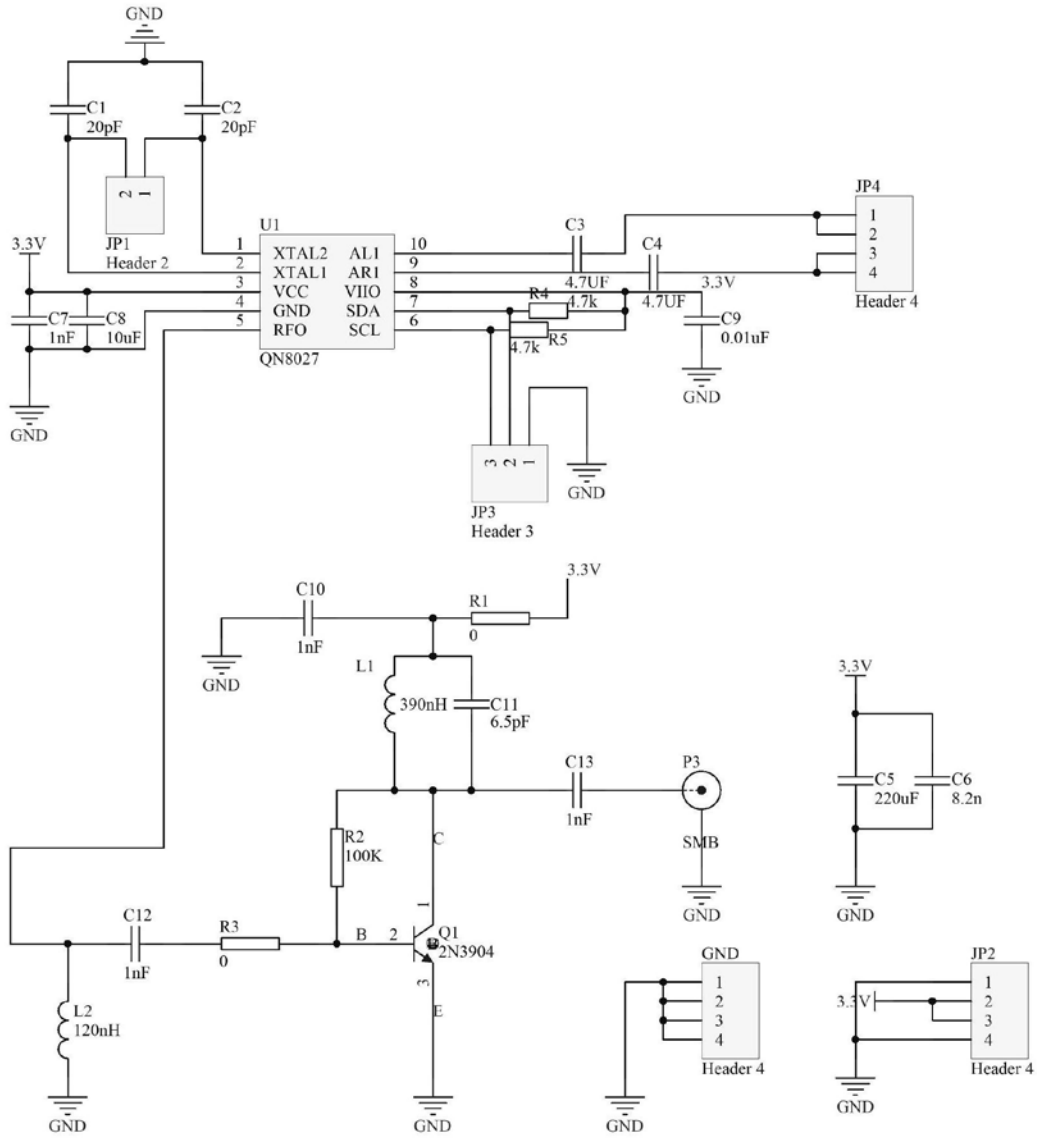 GND
C1
20pF
C2
20pF
2
1
JP1
Header 2
3.3V
C7
1nF
C8
10uF
GND
U1
1
2
3
4
5
XTAL2
XTAL1
VCC
GND
RFO
AL1
AR1
VIIO
SDA
SCL
10
9
8
7
6
QN8027
C3
4.7UF
C4
4.7UF
R4
4.7k
R5
4.7k
3.3V
C9
0.01uF
GND
JP4
1
2
3
4
Header 4
3
2
1
JP3
Header 3
GND
C10
1nF
GND
R1
0
3.3V
L1
390nH
C11
6.5pF
C13
1nF
P3
SMB
GND
3.3V
C5
220uF
C6
8.2n
GND
R2
100K
C
1
C12
1nF
R3
0
B
2
Q1
2N3904
3
E
GND
L2
120nH
GND
GND
1
2
3
4
Header 4
GND
JP2
3.3V
1
2
3
4
Header 4
GND